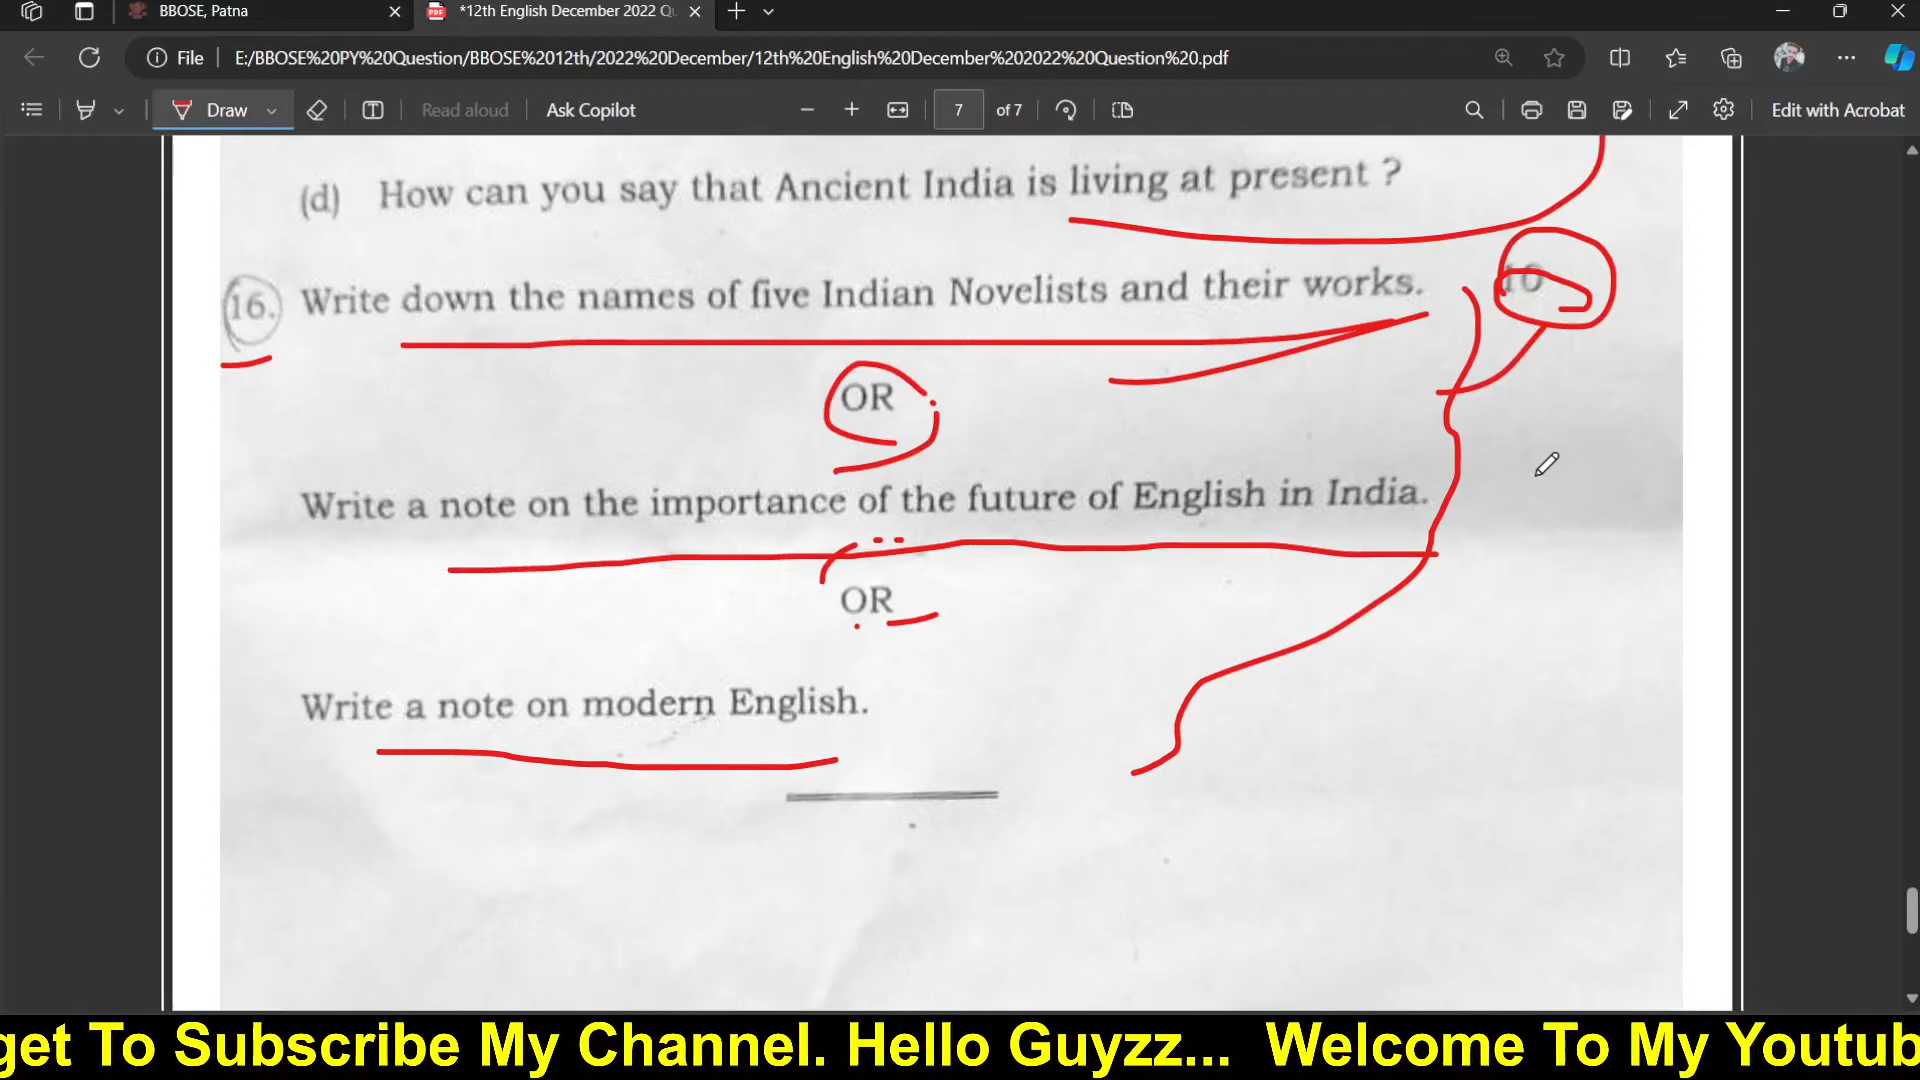 BBOSE, Patna
*12th English December 2022 Qu
File E:/BBOSE%20PY%20Question/BBOSE%2012th/2022%20December/12th%20English%20December%202022%20Question%20.pdf
Draw Read aloud Ask Copilot 7 of 7 Edit with Acrobat
(d) How can you say that Ancient India is living at present ?
16. Write down the names of five Indian Novelists and their works. 10
OR
Write a note on the importance of the future of English in India.
OR
Write a note on modern English.
get To Subscribe My Channel. Hello Guyzz... Welcome To My Youtub